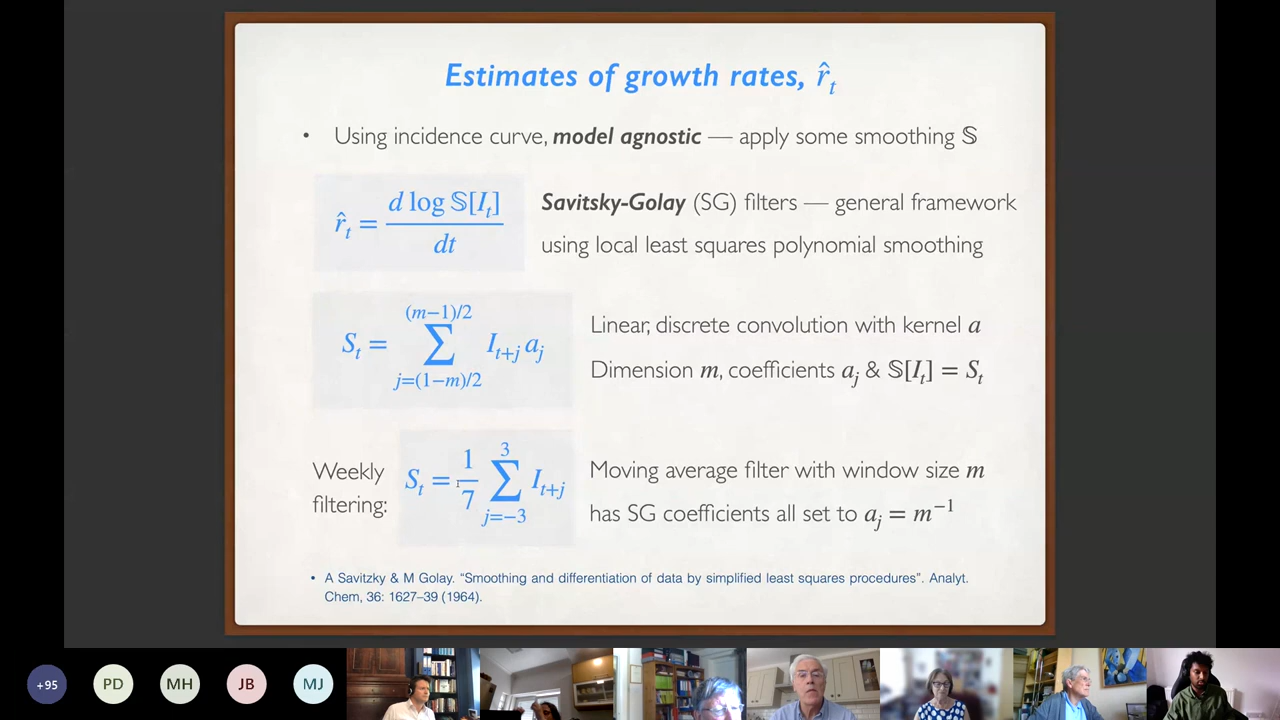 Estimates of growth rates, r̂_t
• Using incidence curve, model agnostic — apply some smoothing 𝕊
r̂_t = d log 𝕊[I_t] / dt
Savitsky-Golay (SG) filters — general framework
using local least squares polynomial smoothing
S_t = ∑_{j=(1−m)/2}^{(m−1)/2} I_{t+j} a_j
Linear, discrete convolution with kernel a
Dimension m, coefficients a_j & 𝕊[I_t] = S_t
Weekly
filtering:
S_t = 1/7 ∑_{j=−3}^{3} I_{t+j}
Moving average filter with window size m
has SG coefficients all set to a_j = m^{−1}
• A Savitzky & M Golay. “Smoothing and differentiation of data by simplified least squares procedures”. Analyt.
Chem, 36: 1627–39 (1964).
+95 PD MH JB MJ